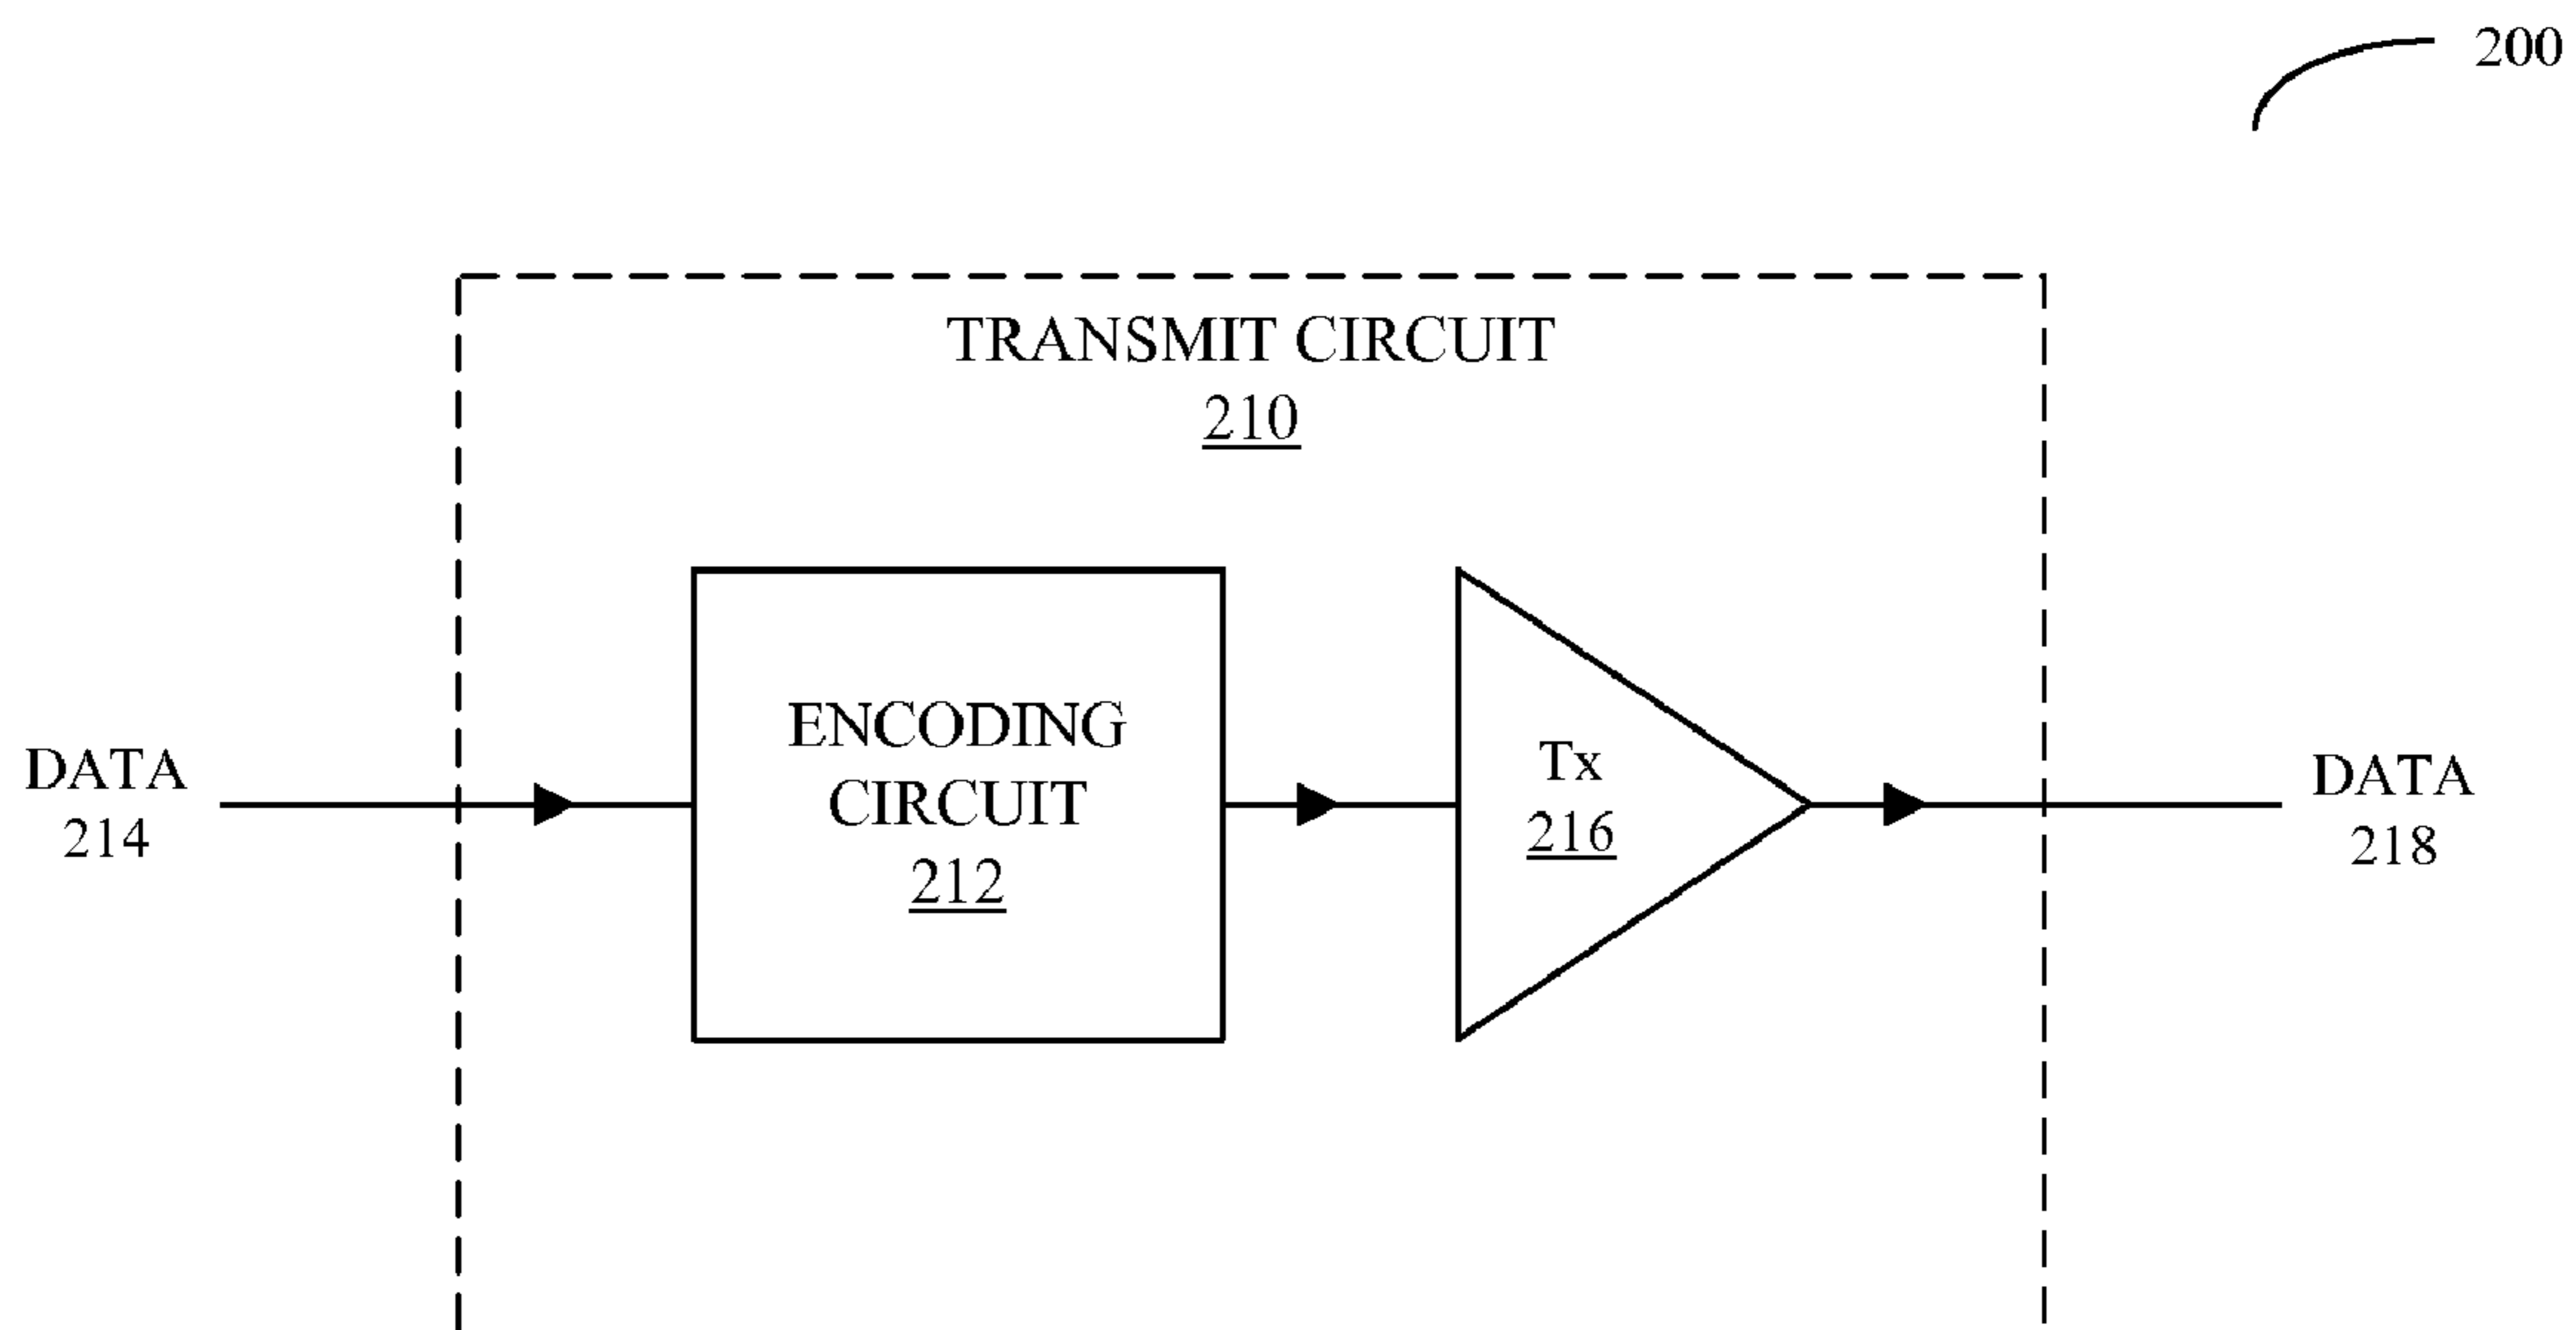 200
TRANSMIT CIRCUIT
210
ENCODING
CIRCUIT
212
Tx
216
DATA
214
DATA
218